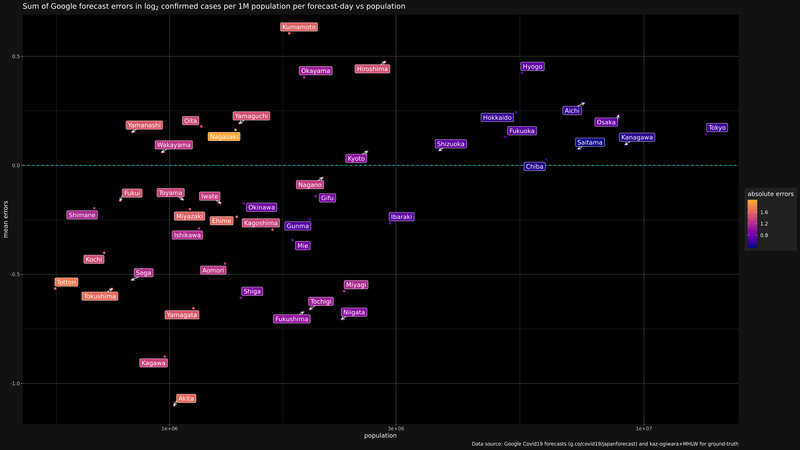 Sum of Google forecast errors in log2 confirmed cases per 1M population per forecast-day vs population
Kumamoto
0.5
Okayama
Hiroshima
Hyogo
Aichi
Hokkaido
Osaka
Yamanashi
Oita
Yamaguchi
Nagasaki
Fukuoka
Tokyo
Wakayama
Shizuoka
Saitama
Kanagawa
Kyoto
0.0
Chiba
Nagano
Fukui
Toyama
Iwate
Gifu
Shimane
Miyazaki
Okinawa
Ehime
Kagoshima
Gunma
Ibaraki
Ishikawa
Mie
mean errors
absolute errors
1.6
1.2
0.8
Kochi
Saga
Aomori
-0.5
Tottori
Tokushima
Shiga
Miyagi
Tochigi
Yamagata
Fukushima
Niigata
Kagawa
-1.0
Akita
1e+06
3e+06
1e+07
population
Data source: Google Covid19 forecasts (g.co/covid19/japanforecast) and kaz-ogiwara+MHLW for ground-truth